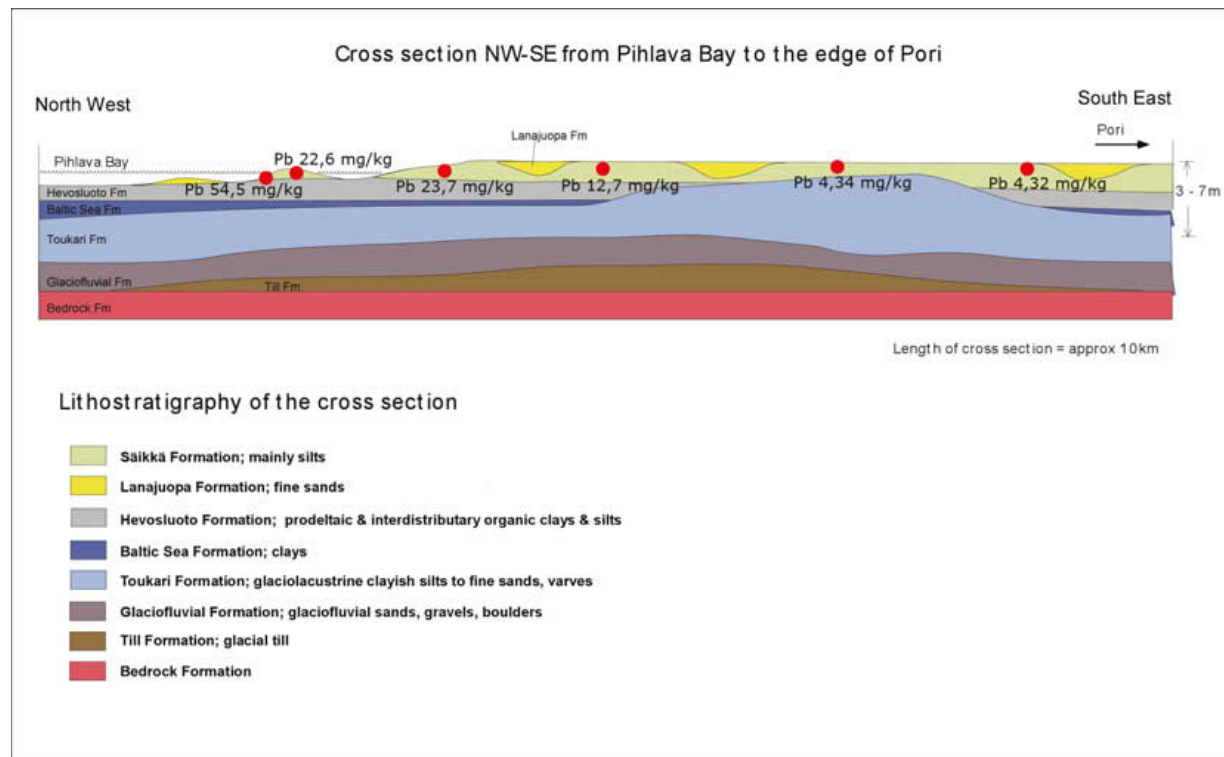 Cross section NW-SE from Pihlava Bay to the edge of Pori
North West
South East
Pori
Lanajuopa Fm
Pihlava Bay
Pb 22,6 mg/kg
Pb 54,5 mg/kg
Pb 23,7 mg/kg
Pb 12,7 mg/kg
Pb 4,34 mg/kg
Pb 4,32 mg/kg
3 - 7m
Hevosluoto Fm
Baltic Sea Fm
Toukari Fm
Glaciofluvial Fm
Till Fm
Bedrock Fm
Length of cross section = approx 10km
Lithostratigraphy of the cross section
Säikkä Formation; mainly silts
Lanajuopa Formation; fine sands
Hevosluoto Formation; prodeltaic & interdistributary organic clays & silts
Baltic Sea Formation; clays
Toukari Formation; glaciolacustrine clayish silts to fine sands, varves
Glaciofluvial Formation; glaciofluvial sands, gravels, boulders
Till Formation; glacial till
Bedrock Formation